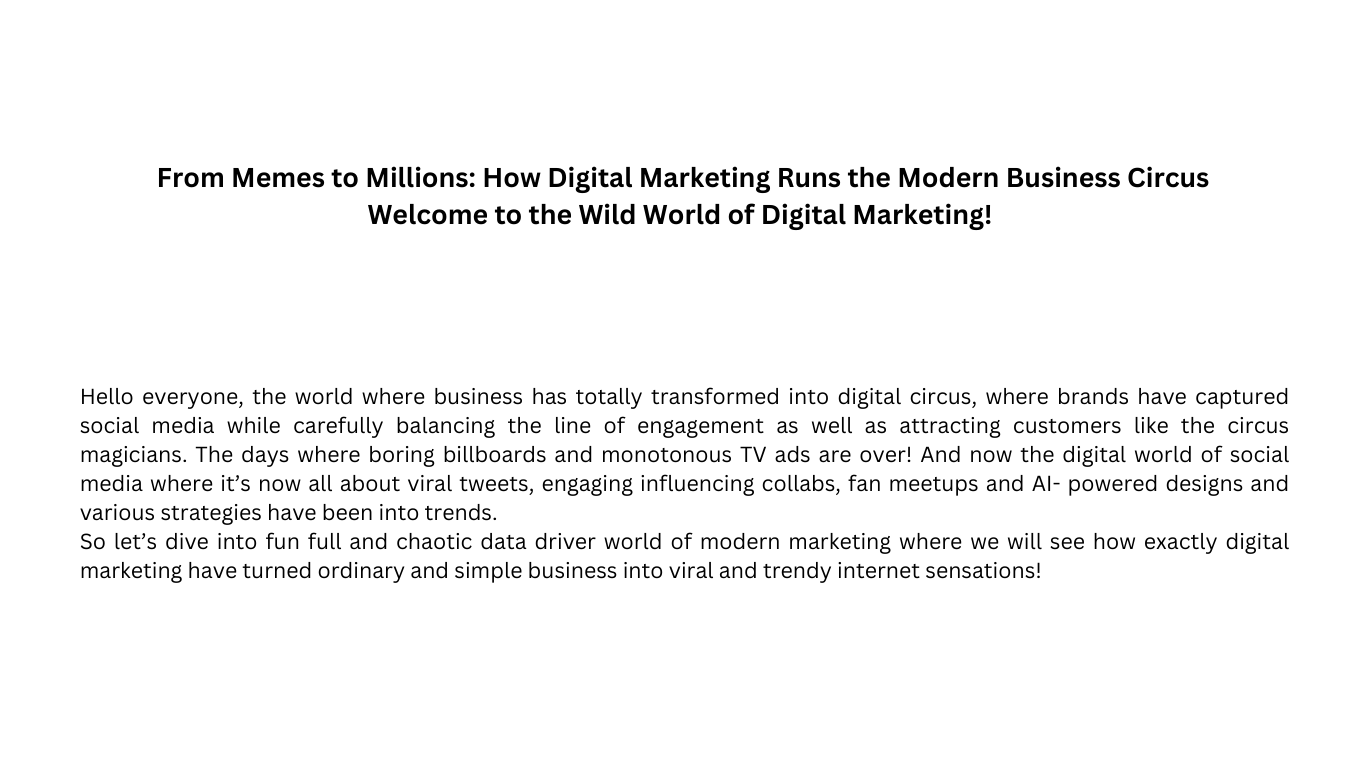 From Memes to Millions: How Digital Marketing Runs the Modern Business Circus
Welcome to the Wild World of Digital Marketing!
Hello everyone, the world where business has totally transformed into digital circus, where brands have captured
social media while carefully balancing the line of engagement as well as attracting customers like the circus
magicians. The days where boring billboards and monotonous TV ads are over! And now the digital world of social
media where it’s now all about viral tweets, engaging influencing collabs, fan meetups and AI- powered designs and
various strategies have been into trends.
So let’s dive into fun full and chaotic data driver world of modern marketing where we will see how exactly digital
marketing have turned ordinary and simple business into viral and trendy internet sensations!